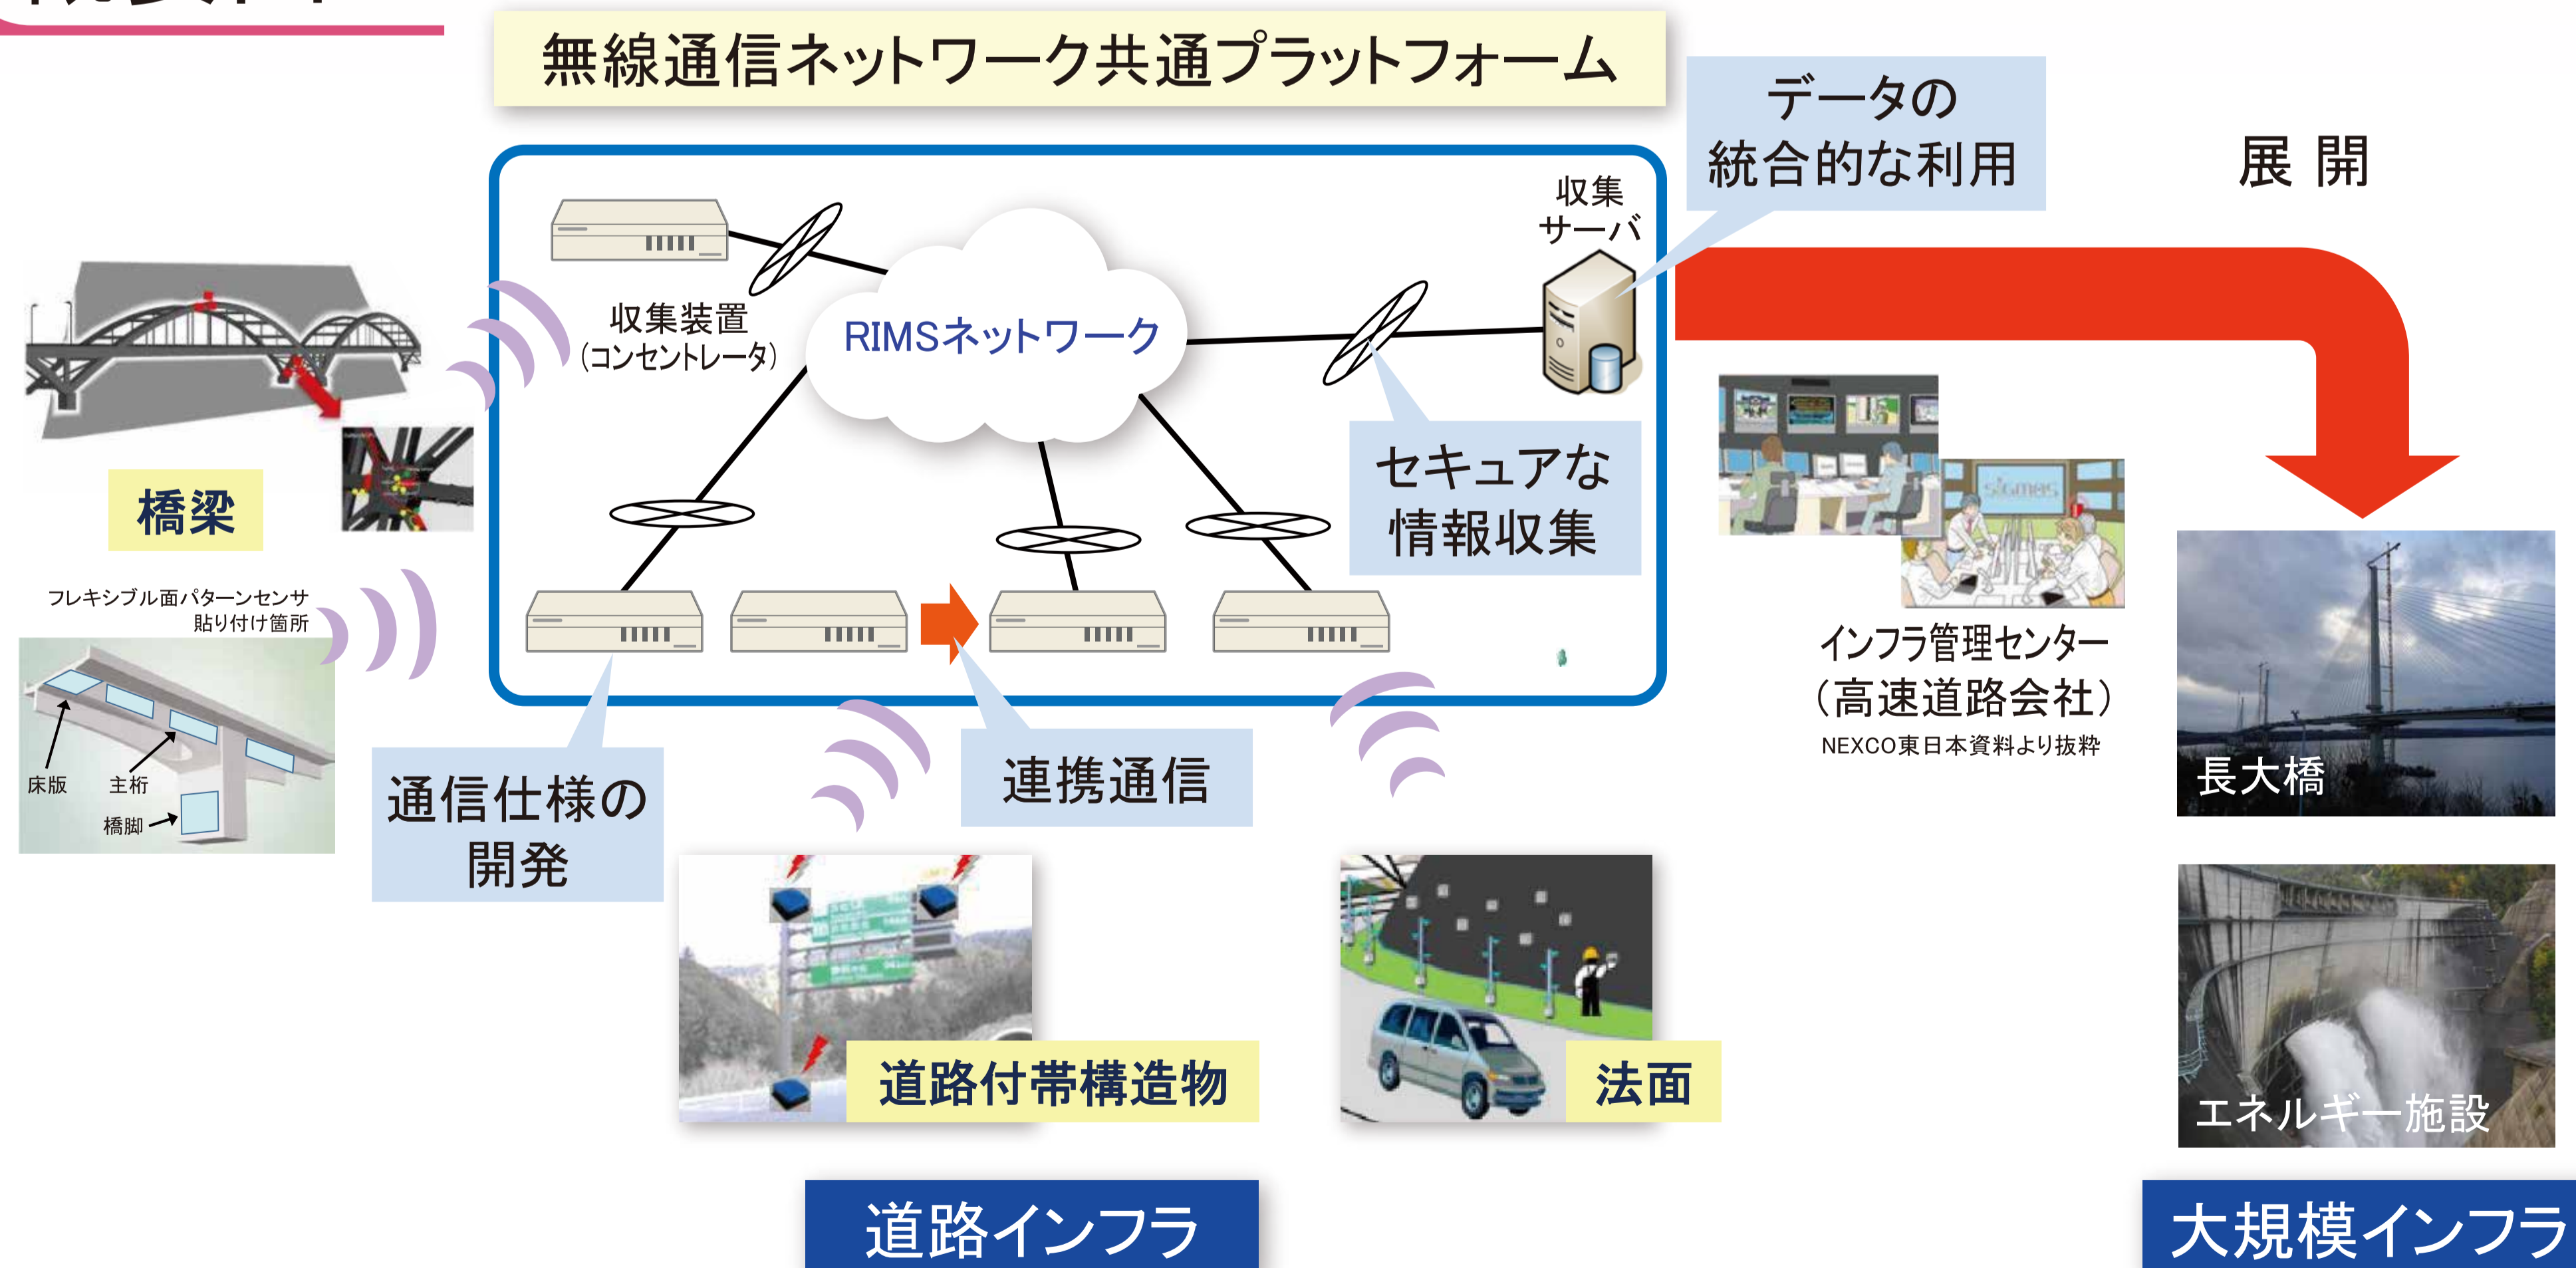 無線通信ネットワーク共通プラットフォーム
データの
統合的な利用
展 開
収集
サーバ
収集装置
(コンセントレータ)
RIMSネットワーク
セキュアな
情報収集
橋梁
フレキシブル面パターンセンサ
貼り付け箇所
床版
主桁
橋脚
通信仕様の
開発
連携通信
sigmas
インフラ管理センター
(高速道路会社)
NEXCO東日本資料より抜粋
長大橋
エネルギー施設
道路付帯構造物
法面
道路インフラ
大規模インフラ